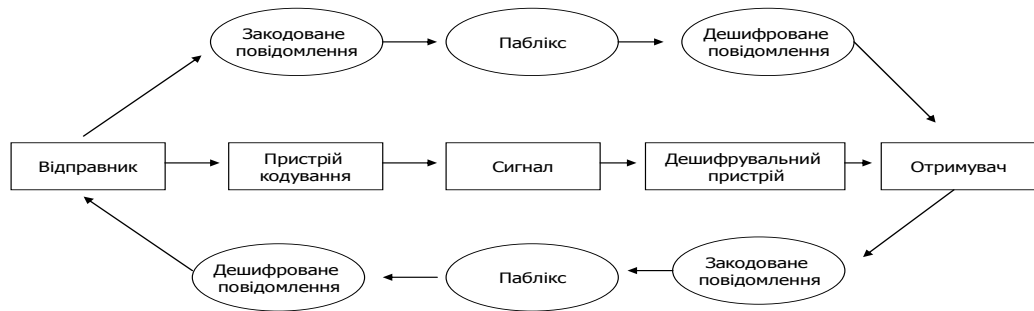 Закодоване
повідомлення
Паблікс
Дешифроване
повідомлення
Відправник
Пристрій
кодування
Сигнал
Дешифрувальний
пристрій
Отримувач
Дешифроване
повідомлення
Паблікс
Закодоване
повідомлення